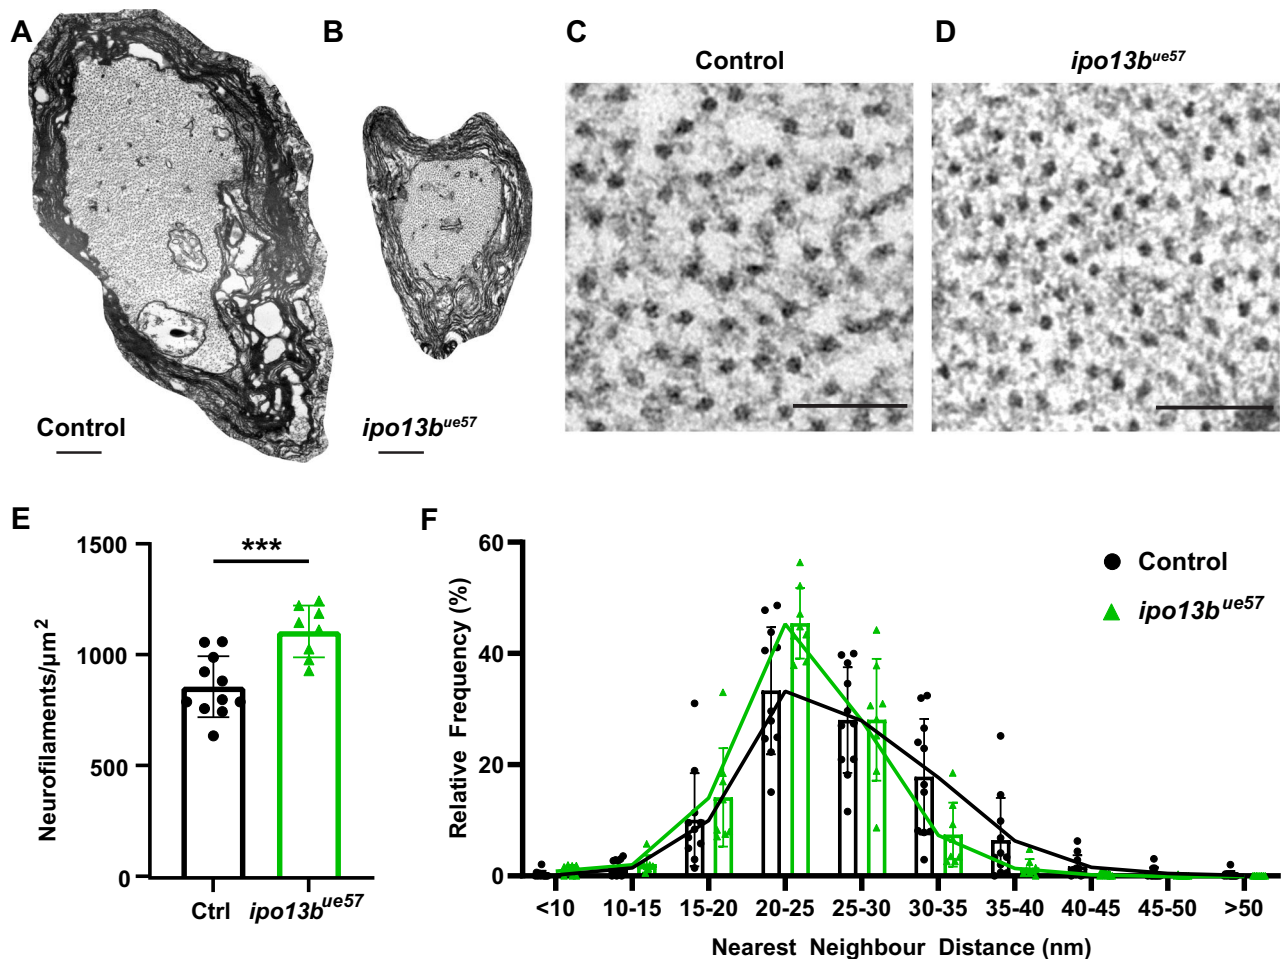 A
B
C
D
Control
ipo13b^ue57
Control
ipo13b^ue57
E
F
1500
1000
500
0
Neurofilaments/µm²
***
Ctrl ipo13b^ue57
60
40
20
0
Relative Frequency (%)
Control
ipo13b^ue57
<10 10-15 15-20 20-25 25-30 30-35 35-40 40-45 45-50 >50
Nearest Neighbour Distance (nm)